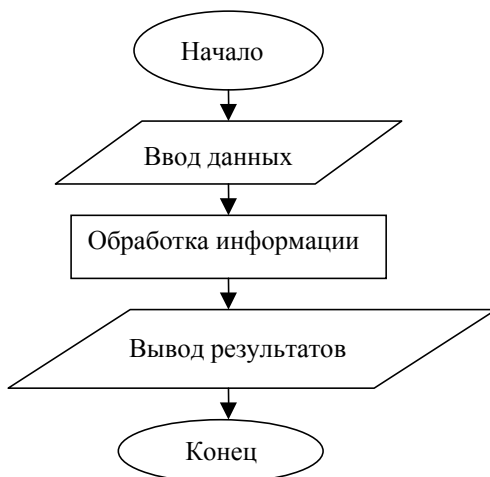 Начало
Ввод данных
Обработка информации
Вывод результатов
Конец